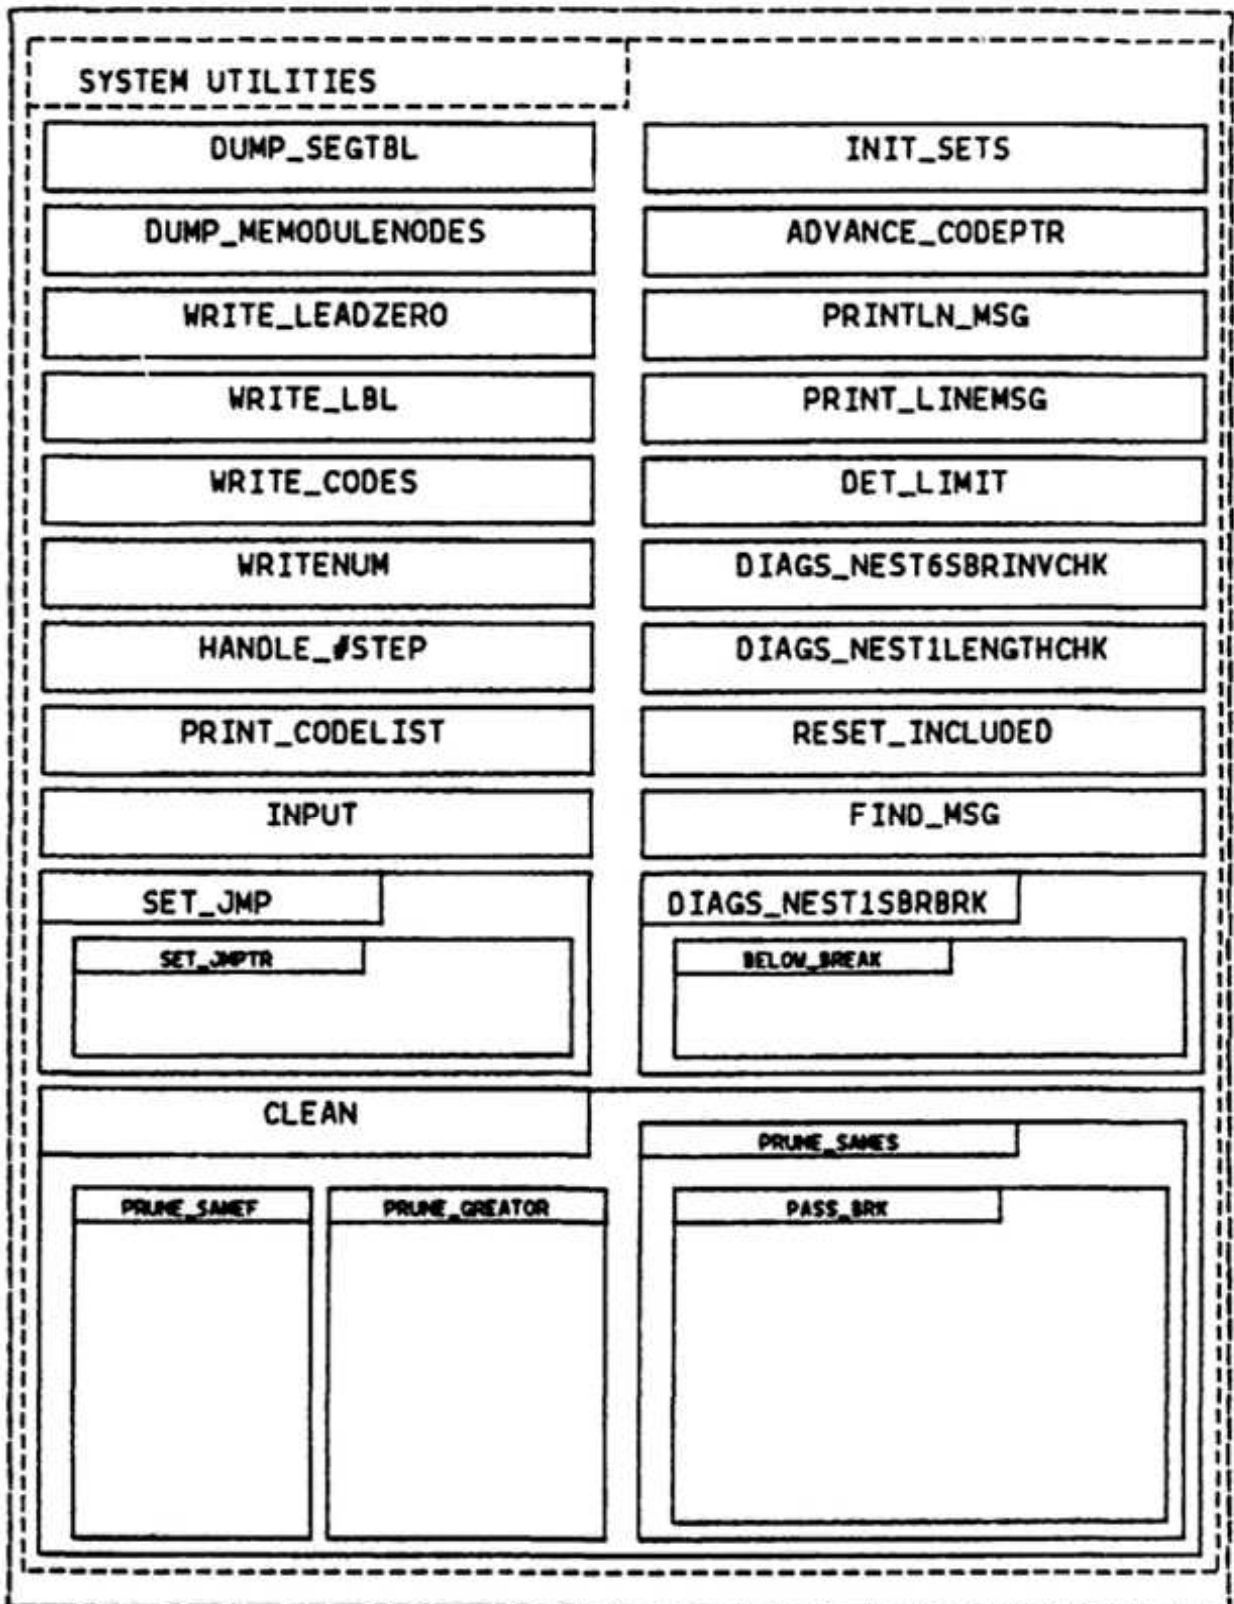 SYSTEM UTILITIES
DUMP_SEGTBL
INIT_SETS
DUMP_MEMODULENODES
ADVANCE_CODEPTR
WRITE_LEADZERO
PRINTLN_MSG
WRITE_LBL
PRINT_LINEMSG
WRITE_CODES
DET_LIMIT
WRITENUM
DIAGS_NEST6SBRINVCHK
HANDLE_#STEP
DIAGS_NEST1LENGTHCHK
PRINT_CODELIST
RESET_INCLUDED
INPUT
FIND_MSG
SET_JMP
DIAGS_NEST1SBRBRK
SET_JMPTR
BELOW_BREAK
CLEAN
PRUNE_SAMES
PRUNE_SAMEF
PRUNE_GREATOR
PASS_BRK